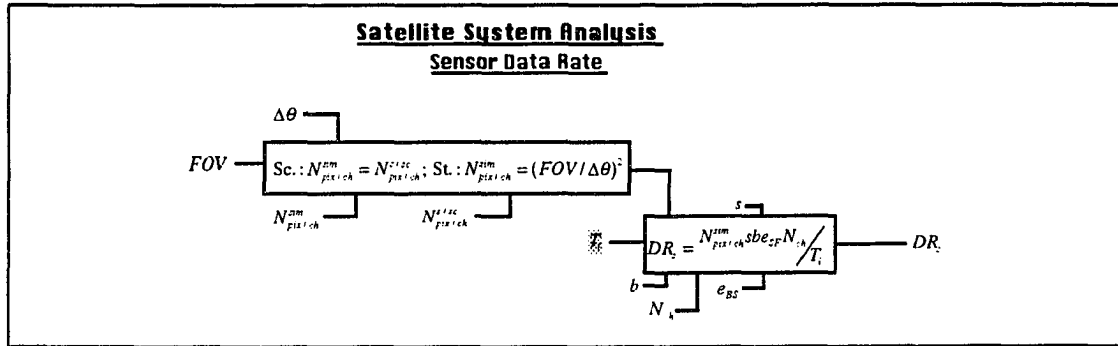 Satellite System Analysis
Sensor Data Rate
Δθ
FOV
Sc.: N^{sim}_{pix/ch} = N^{s/sc}_{pix/ch}; St.: N^{sim}_{pix/ch} = (FOV/Δθ)^2
N^{sim}_{pix/ch} N^{s/sc}_{pix/ch}
s
DR_s = N^{sim}_{pix/ch} sbe N_{ch} / T_i
DR_s
b
e_{BS}
N